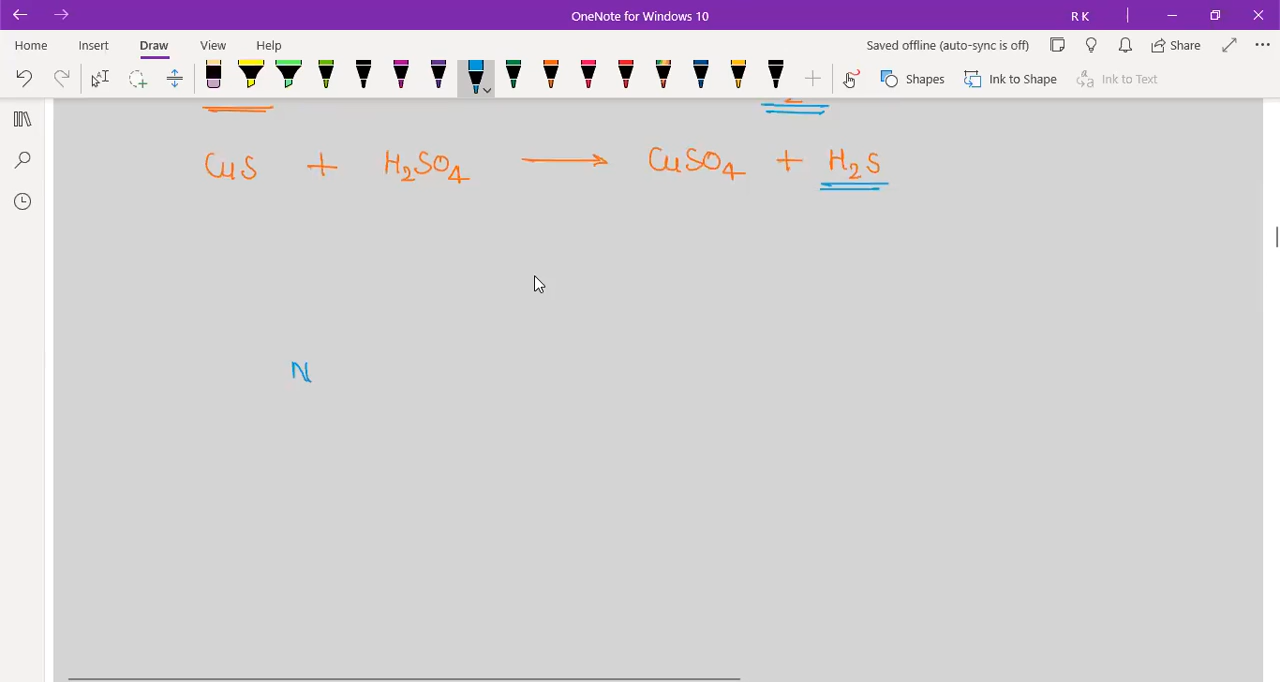 OneNote for Windows 10
R K
Home Insert Draw View Help
Saved offline (auto-sync is off) Share
Shapes Ink to Shape Ink to Text
CuS + H₂SO₄ ⟶ CuSO₄ + H₂S
N